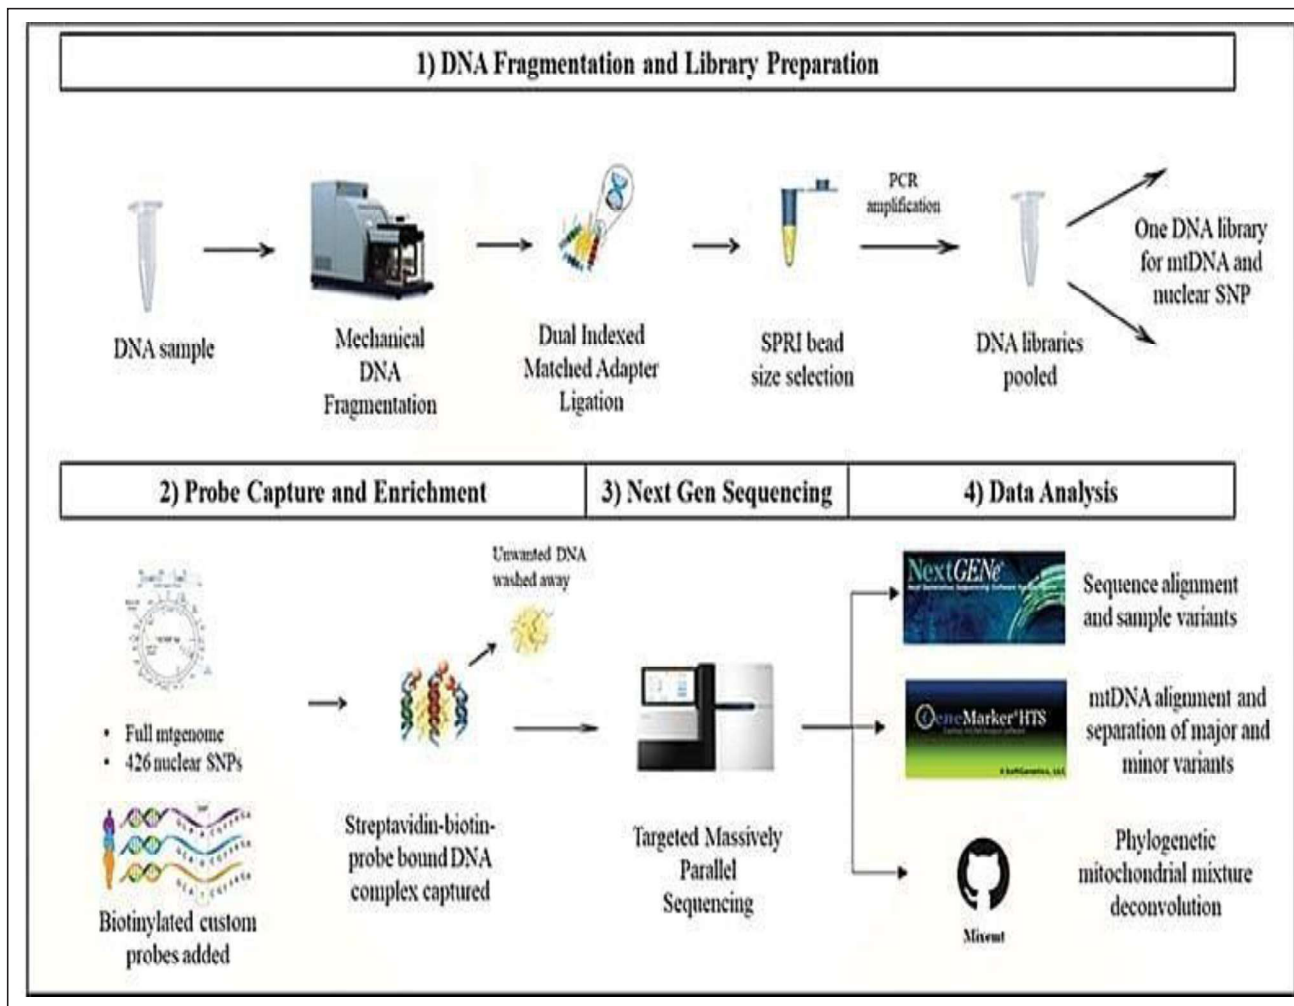 1) DNA Fragmentation and Library Preparation
PCR
amplification
One DNA library
for mtDNA and
nuclear SNP
DNA sample
Mechanical
DNA
Fragmentation
Dual Indexed
Matched Adapter
Ligation
SPRI bead
size selection
DNA libraries
pooled
2) Probe Capture and Enrichment
3) Next Gen Sequencing
4) Data Analysis
Unwanted DNA
washed away
• Full mtgenome
• 426 nuclear SNPs
Biotinylated custom
probes added
Streptavidin-biotin-
probe bound DNA
complex captured
Targeted Massively
Parallel
Sequencing
NextGENe
Sequence alignment
and sample variants
GeneMarker®HTS
SoftGenetics, LLC
mtDNA alignment and
separation of major and
minor variants
Mixemt
Phylogenetic
mitochondrial mixture
deconvolution